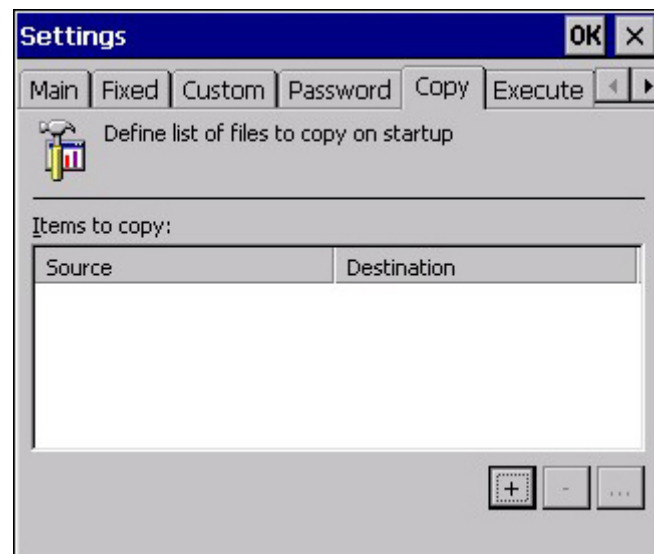 Settings OK ×
Main Fixed Custom Password Copy Execute
Define list of files to copy on startup
Items to copy:
Source Destination
+ - ...